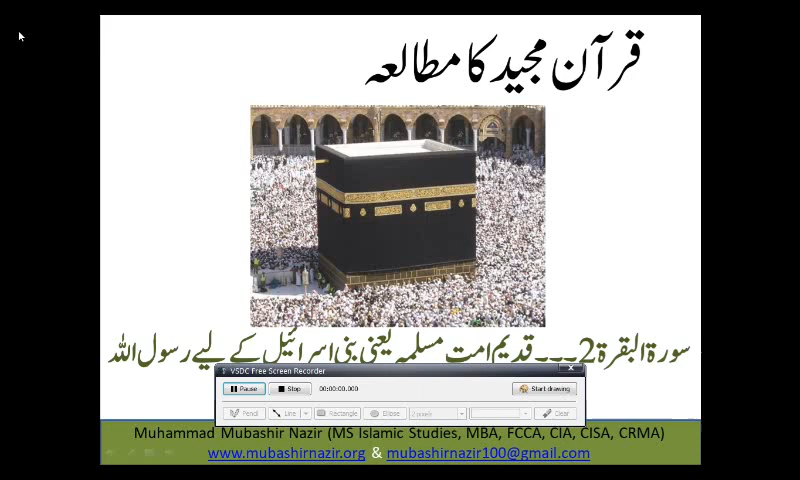 قرآن مجید کا مطالعہ
سورۃ البقرۃ 2۔۔۔قدیم امت مسلمہ یعنی بنی اسرائیل کے لیے رسول اللہ
VSDC Free Screen Recorder
Pause
Stop
00:00:00.000
Start drawing
Pencil
Line
Rectangle
Ellipse
2 pixels
Clear
Muhammad Mubashir Nazir (MS Islamic Studies, MBA, FCCA, CIA, CISA, CRMA)
www.mubashirnazir.org & mubashirnazir100@gmail.com